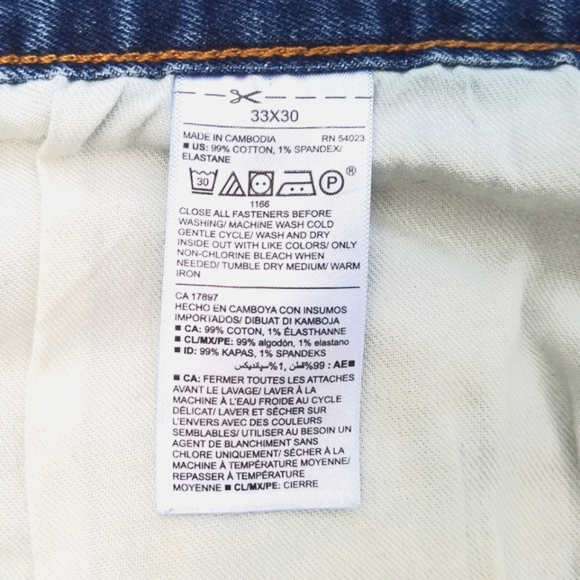 33X30
MADE IN CAMBODIA RN 54023
■ US: 99% COTTON, 1% SPANDEX/
ELASTANE
30 P ®
1166
CLOSE ALL FASTENERS BEFORE
WASHING/ MACHINE WASH COLD
GENTLE CYCLE/ WASH AND DRY
INSIDE OUT WITH LIKE COLORS/ ONLY
NON-CHLORINE BLEACH WHEN
NEEDED/ TUMBLE DRY MEDIUM/ WARM
IRON
CA 17897
HECHO EN CAMBOYA CON INSUMOS
IMPORTADOS/ DIBUAT DI KAMBOJA
■ CA: 99% COTTON, 1% ÉLASTHANNE
■ CL/MX/PE: 99% algodón, 1% elastano
■ ID: 99% KAPAS, 1% SPANDEKS
■ AE: 99% قطن, 1% سپانديكس
■ CA: FERMER TOUTES LES ATTACHES
AVANT LE LAVAGE/ LAVER À LA
MACHINE À L'EAU FROIDE AU CYCLE
DÉLICAT/ LAVER ET SÉCHER SUR
L'ENVERS AVEC DES COULEURS
SEMBLABLES/ UTILISER AU BESOIN UN
AGENT DE BLANCHIMENT SANS
CHLORE UNIQUEMENT/ SÉCHER À LA
MACHINE À TEMPÉRATURE MOYENNE/
REPASSER À TEMPÉRATURE
MOYENNE ■ CL/MX/PE: CIERRE